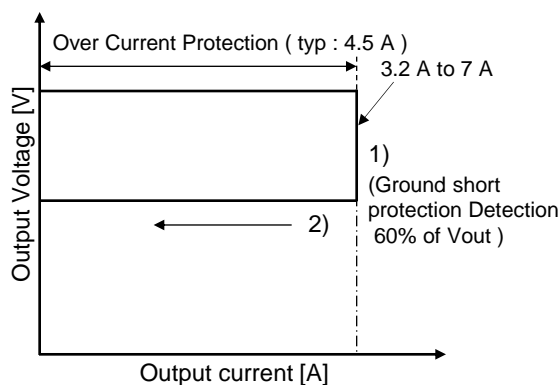 Over Current Protection ( typ : 4.5 A )
3.2 A to 7 A
Output Voltage [V]
1)
(Ground short
protection Detection
60% of Vout )
2)
Output current [A]